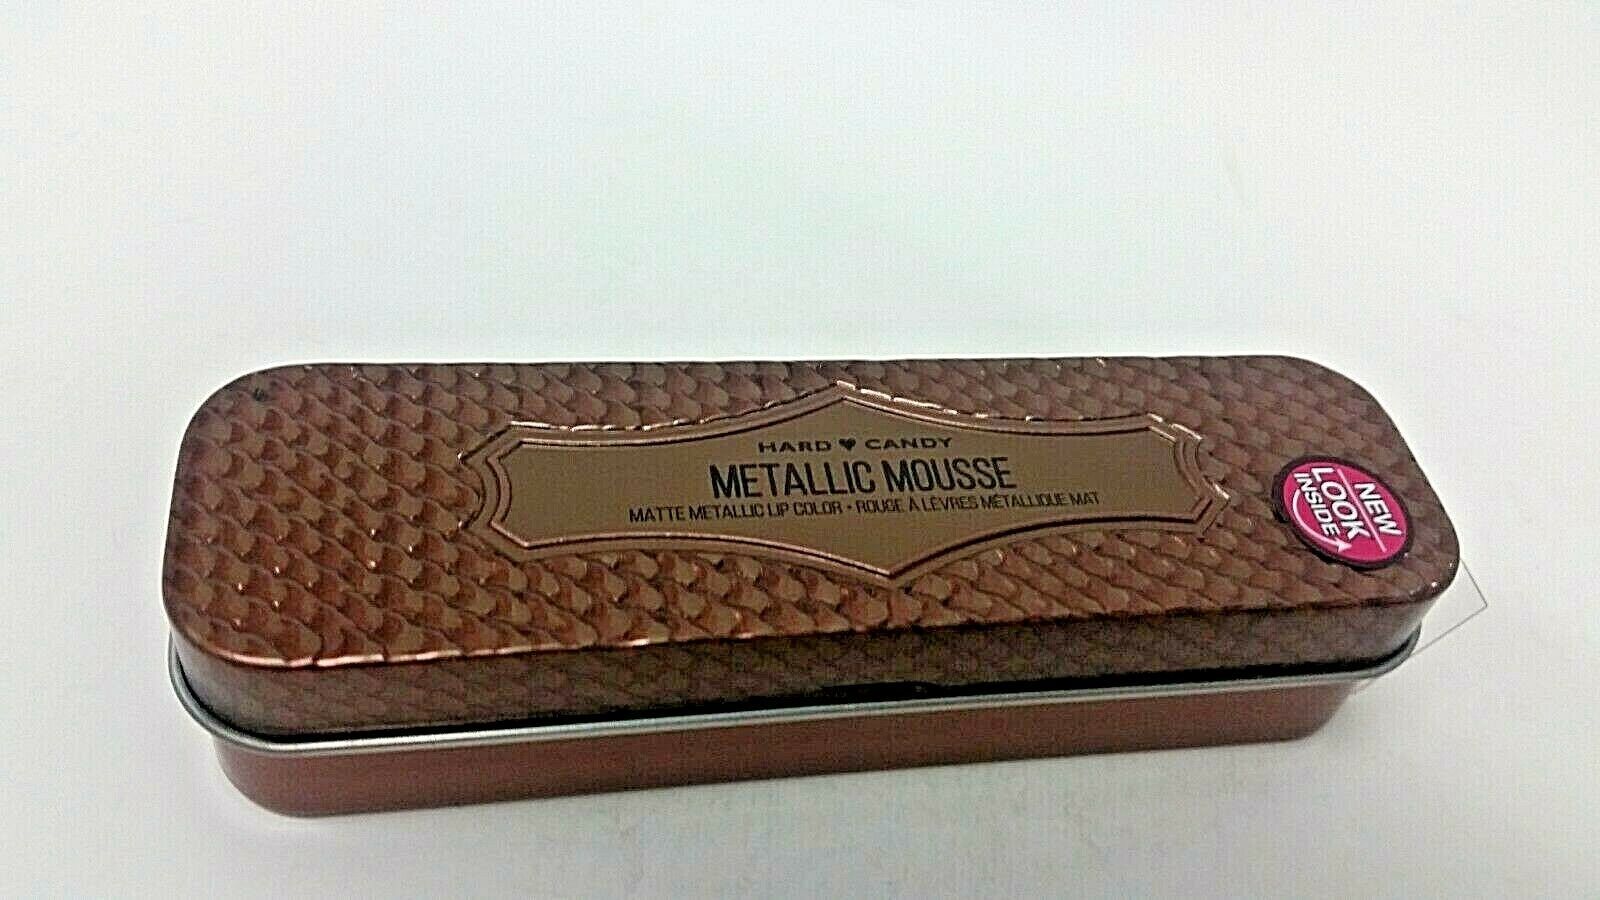 HARD ♥ CANDY
METALLIC MOUSSE
MATTE METALLIC LIP COLOR • ROUGE À LÈVRES MÉTALLIQUE MAT
NEW
LOOK
INSIDE